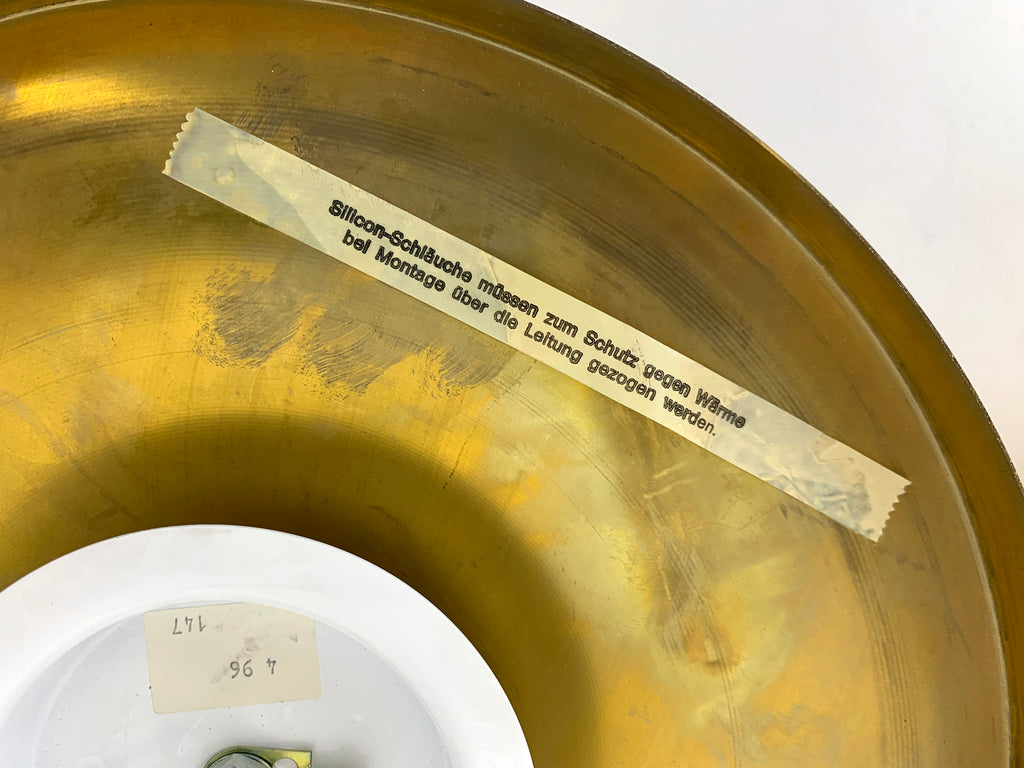 Silicon-Schläuche müssen zum Schutz gegen Wärme
bei Montage über die Leitung gezogen werden.
4 96
147